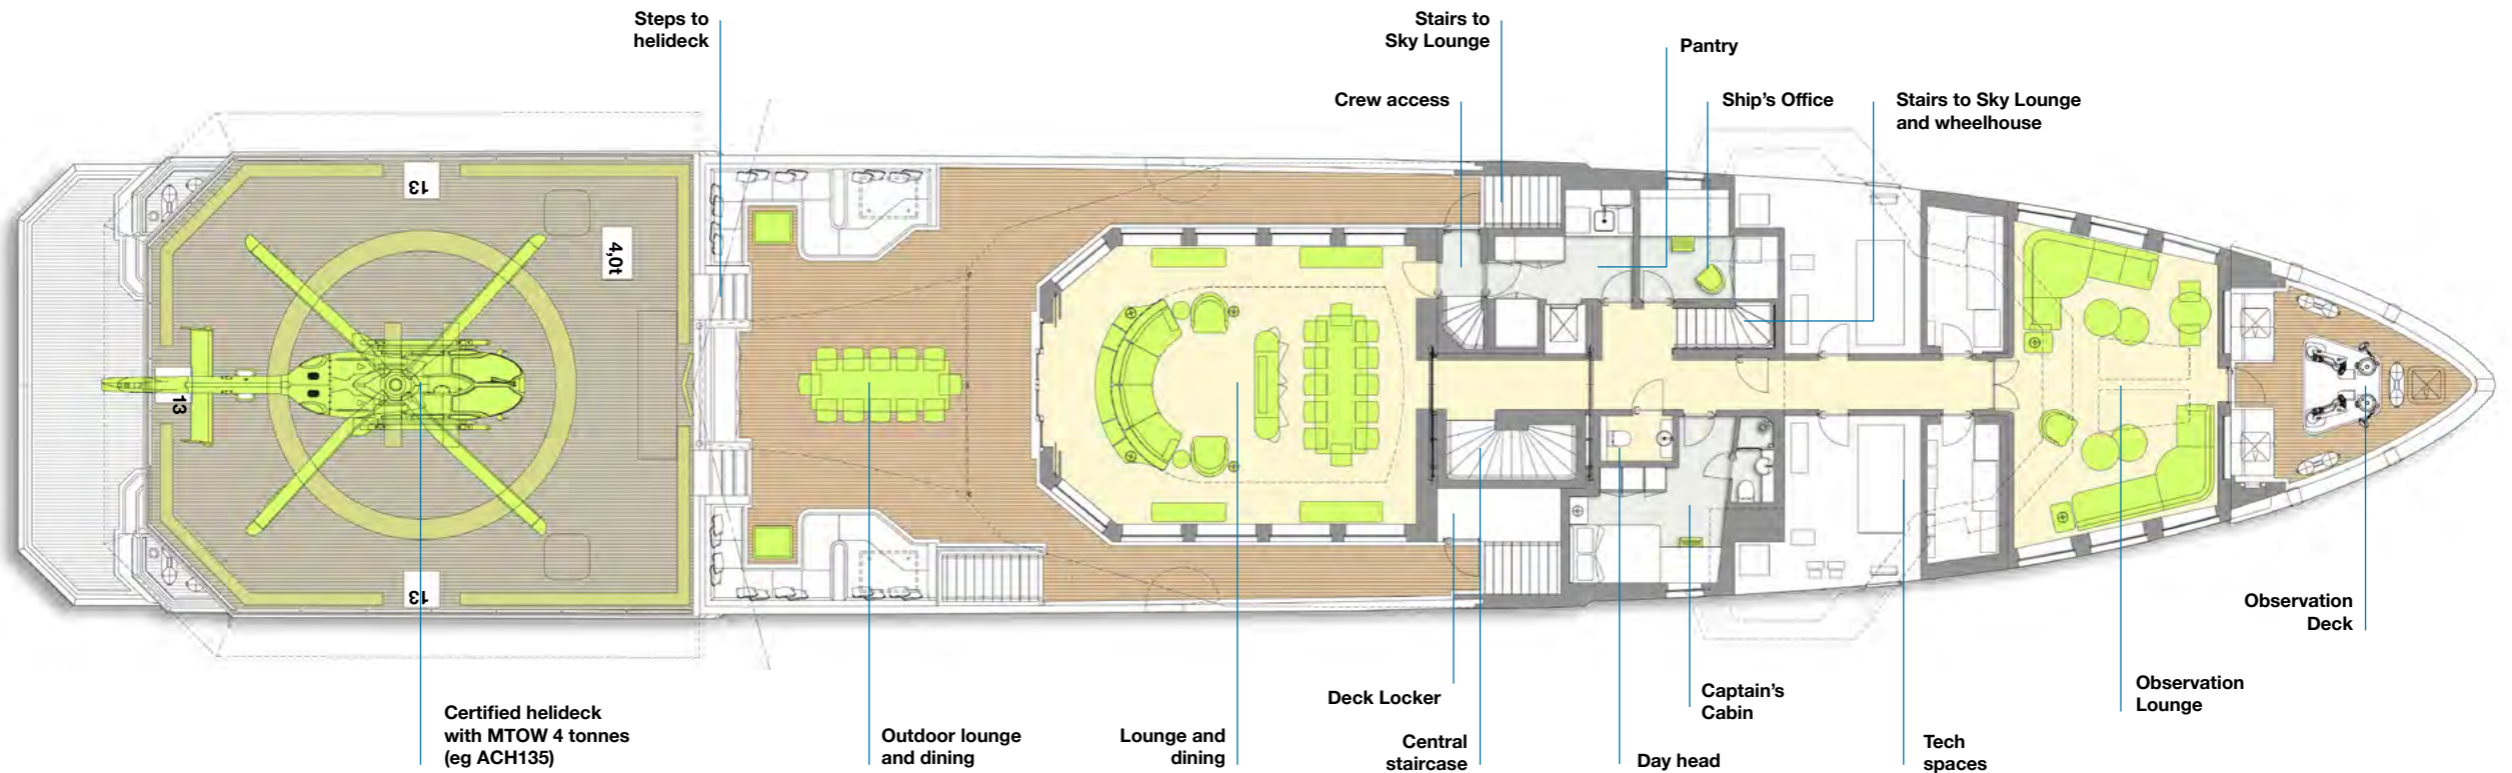 Steps to
helideck
Stairs to
Sky Lounge
Pantry
Crew access
Ship's Office
Stairs to Sky Lounge
and wheelhouse
13
4,0t
13
13
Observation
Deck
Deck Locker
Captain's
Cabin
Observation
Lounge
Certified helideck
with MTOW 4 tonnes
(eg ACH135)
Outdoor lounge
and dining
Lounge and
dining
Central
staircase
Day head
Tech
spaces